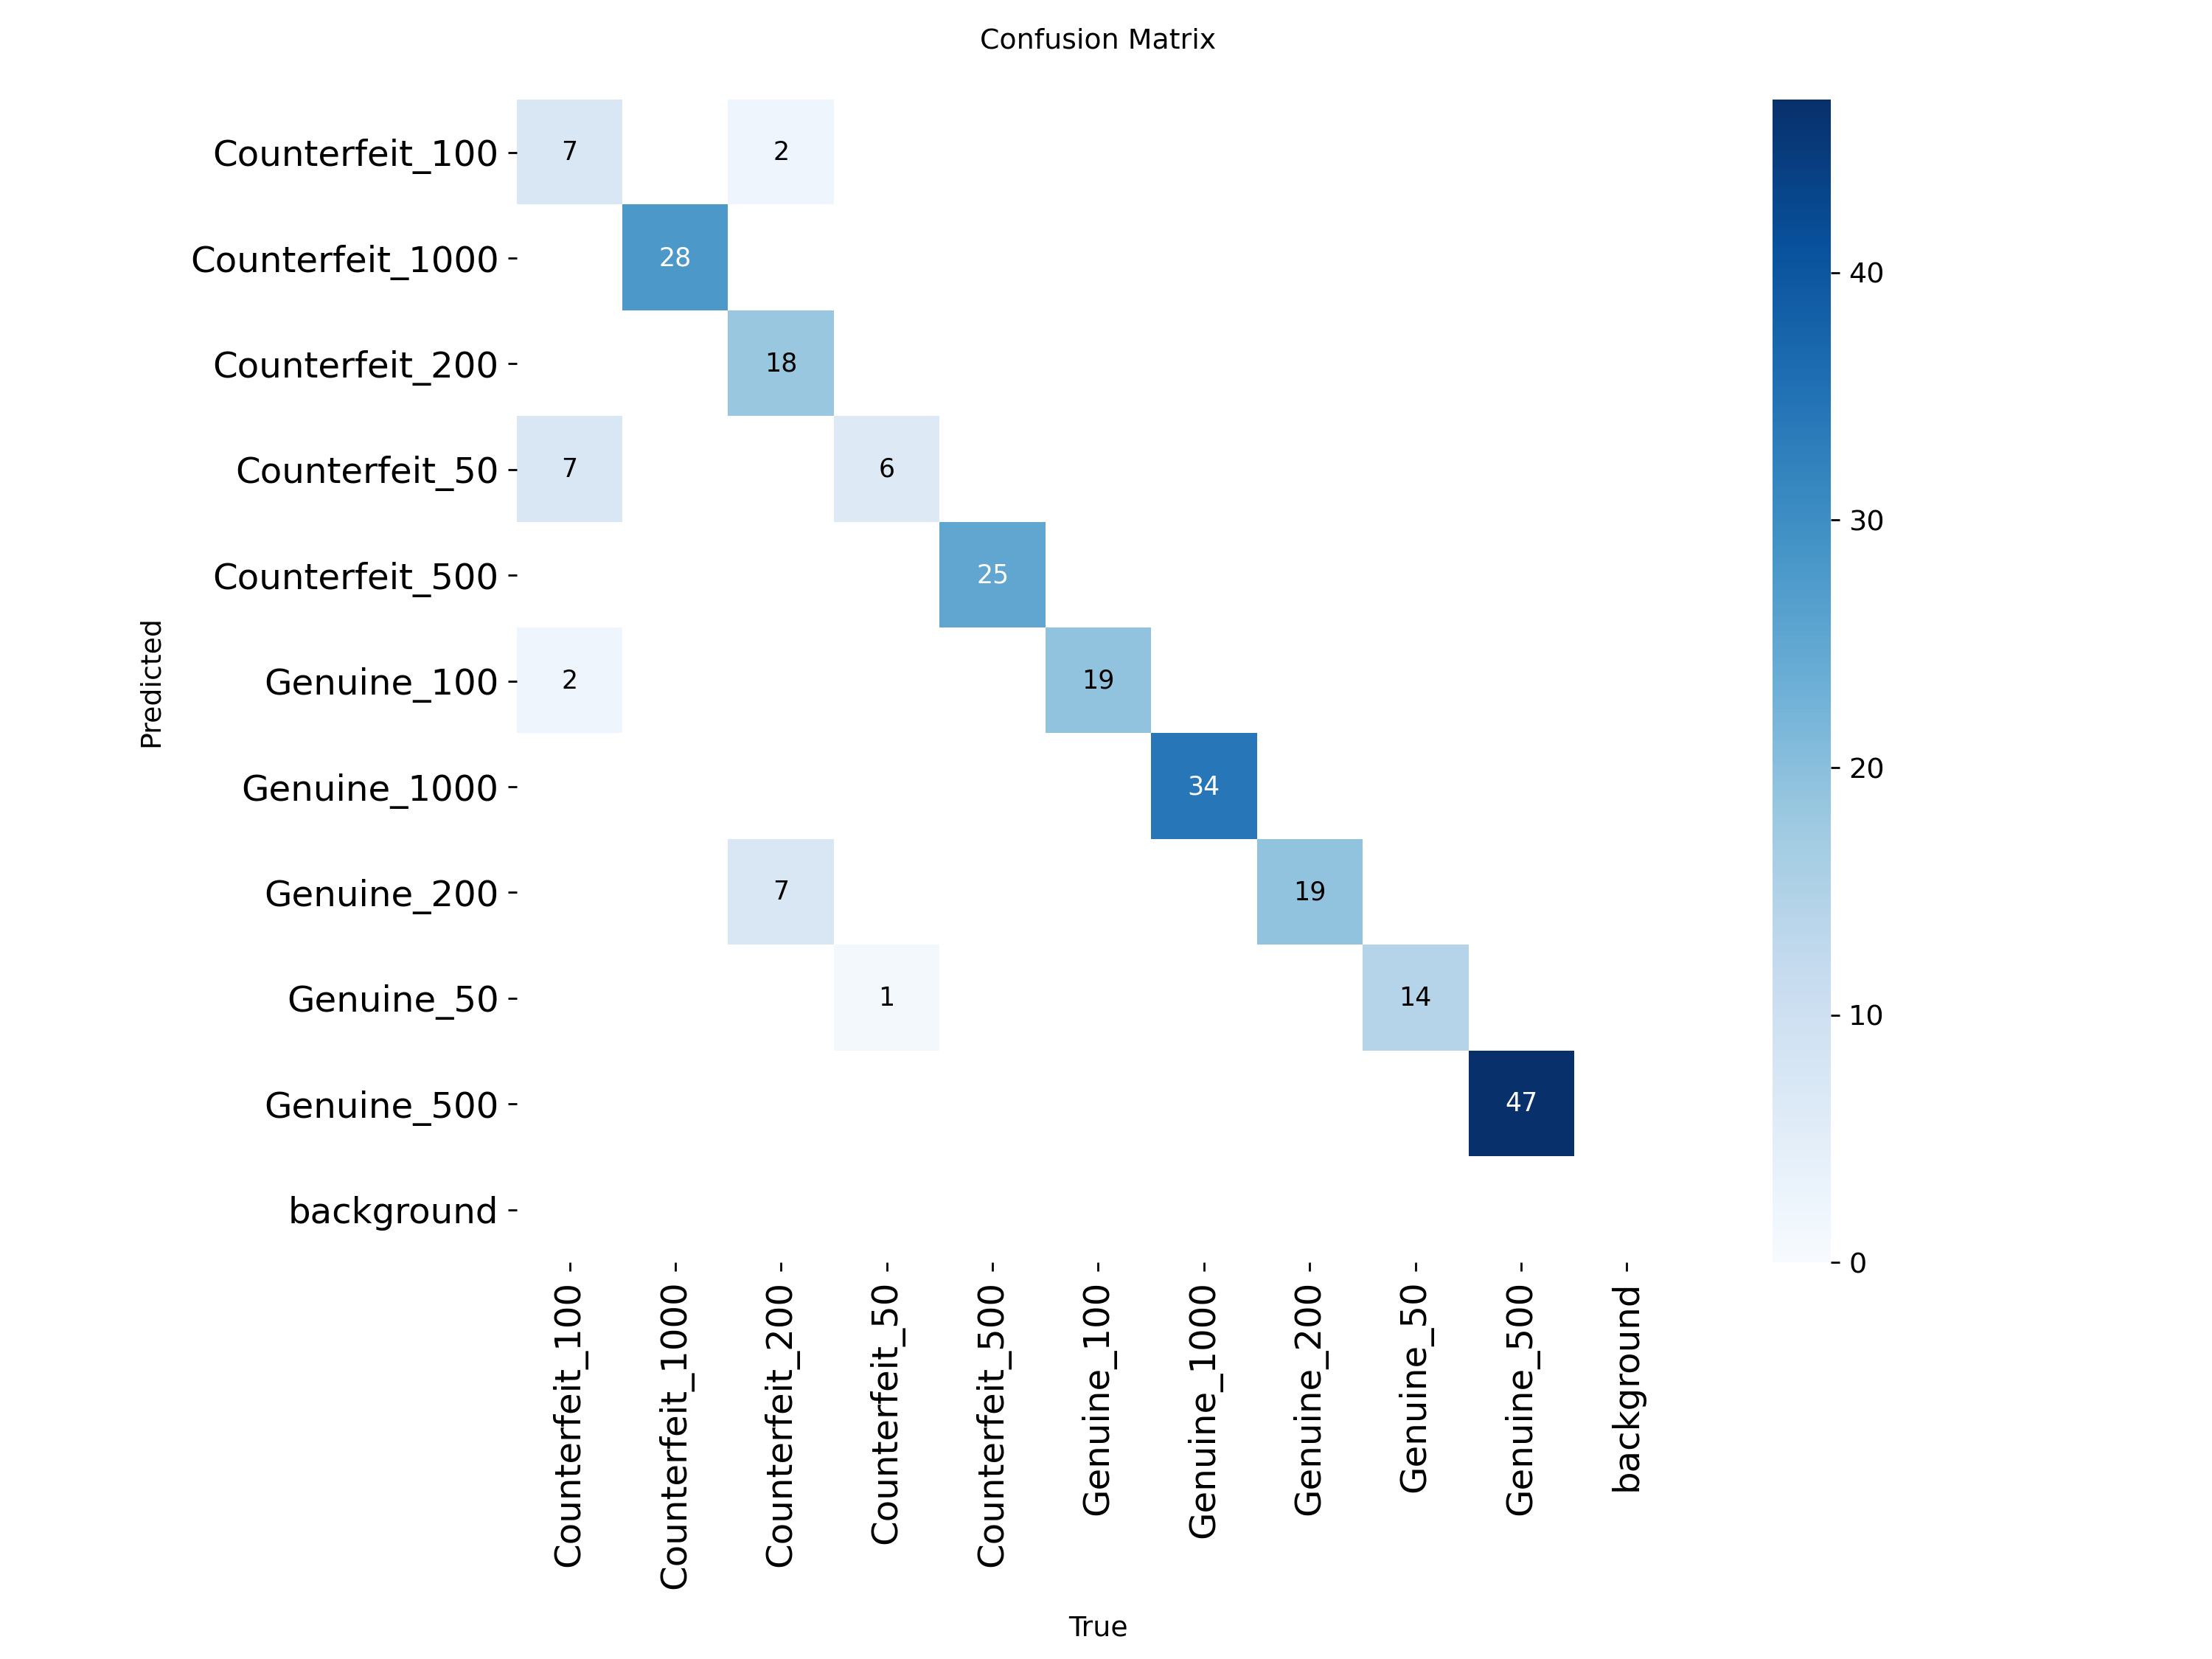 Confusion Matrix
Predicted
Counterfeit_100 7 2
Counterfeit_1000 28
Counterfeit_200 18
Counterfeit_50 7 6
Counterfeit_500 25
Genuine_100 2 19
Genuine_1000 34
Genuine_200 7 19
Genuine_50 1 14
Genuine_500 47
background
Counterfeit_100
Counterfeit_1000
Counterfeit_200
Counterfeit_50
Counterfeit_500
Genuine_100
Genuine_1000
Genuine_200
Genuine_50
Genuine_500
background
True
40
30
20
10
0